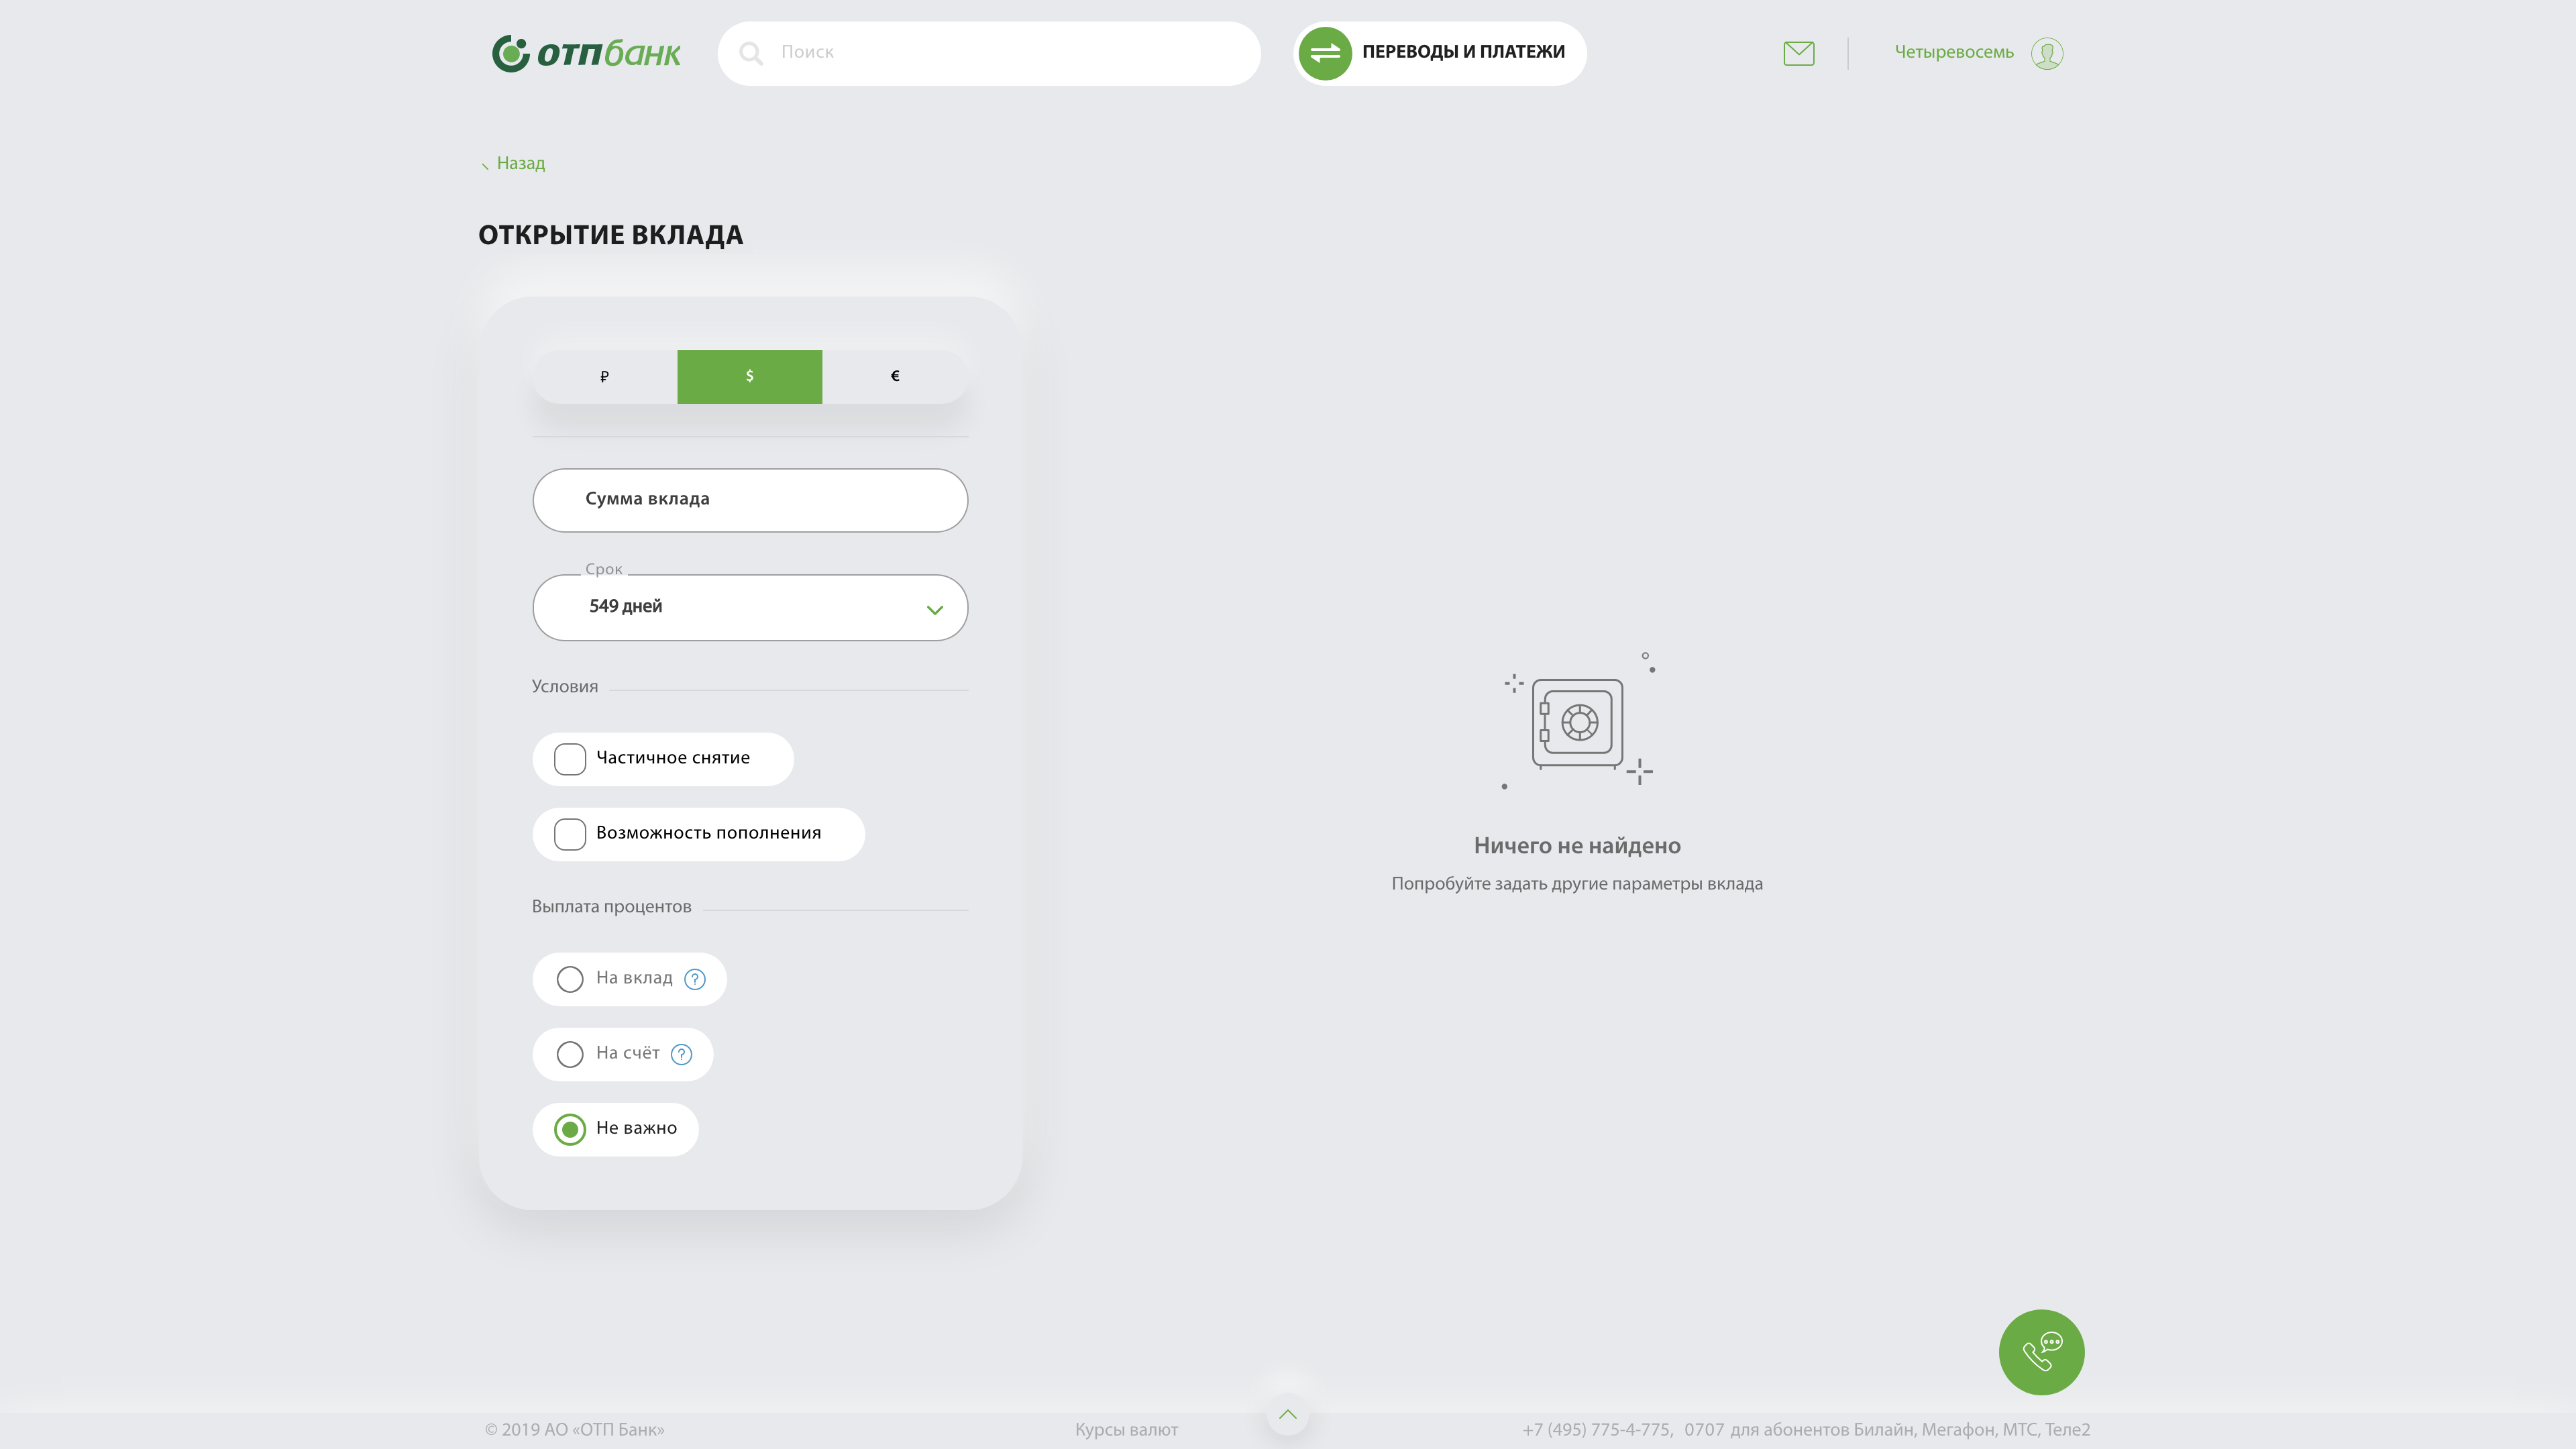 отпбанк
Поиск
ПЕРЕВОДЫ И ПЛАТЕЖИ
Четыревосемь
Назад
ОТКРЫТИЕ ВКЛАДА
₽ $ €
Сумма вклада
Срок
549 дней
Условия
Частичное снятие
Возможность пополнения
Выплата процентов
На вклад ?
На счёт ?
Не важно
Ничего не найдено
Попробуйте задать другие параметры вклада
© 2019 АО «ОТП Банк»
Курсы валют
+7 (495) 775-4-775, 0707 для абонентов Билайн, Мегафон, МТС, Теле2